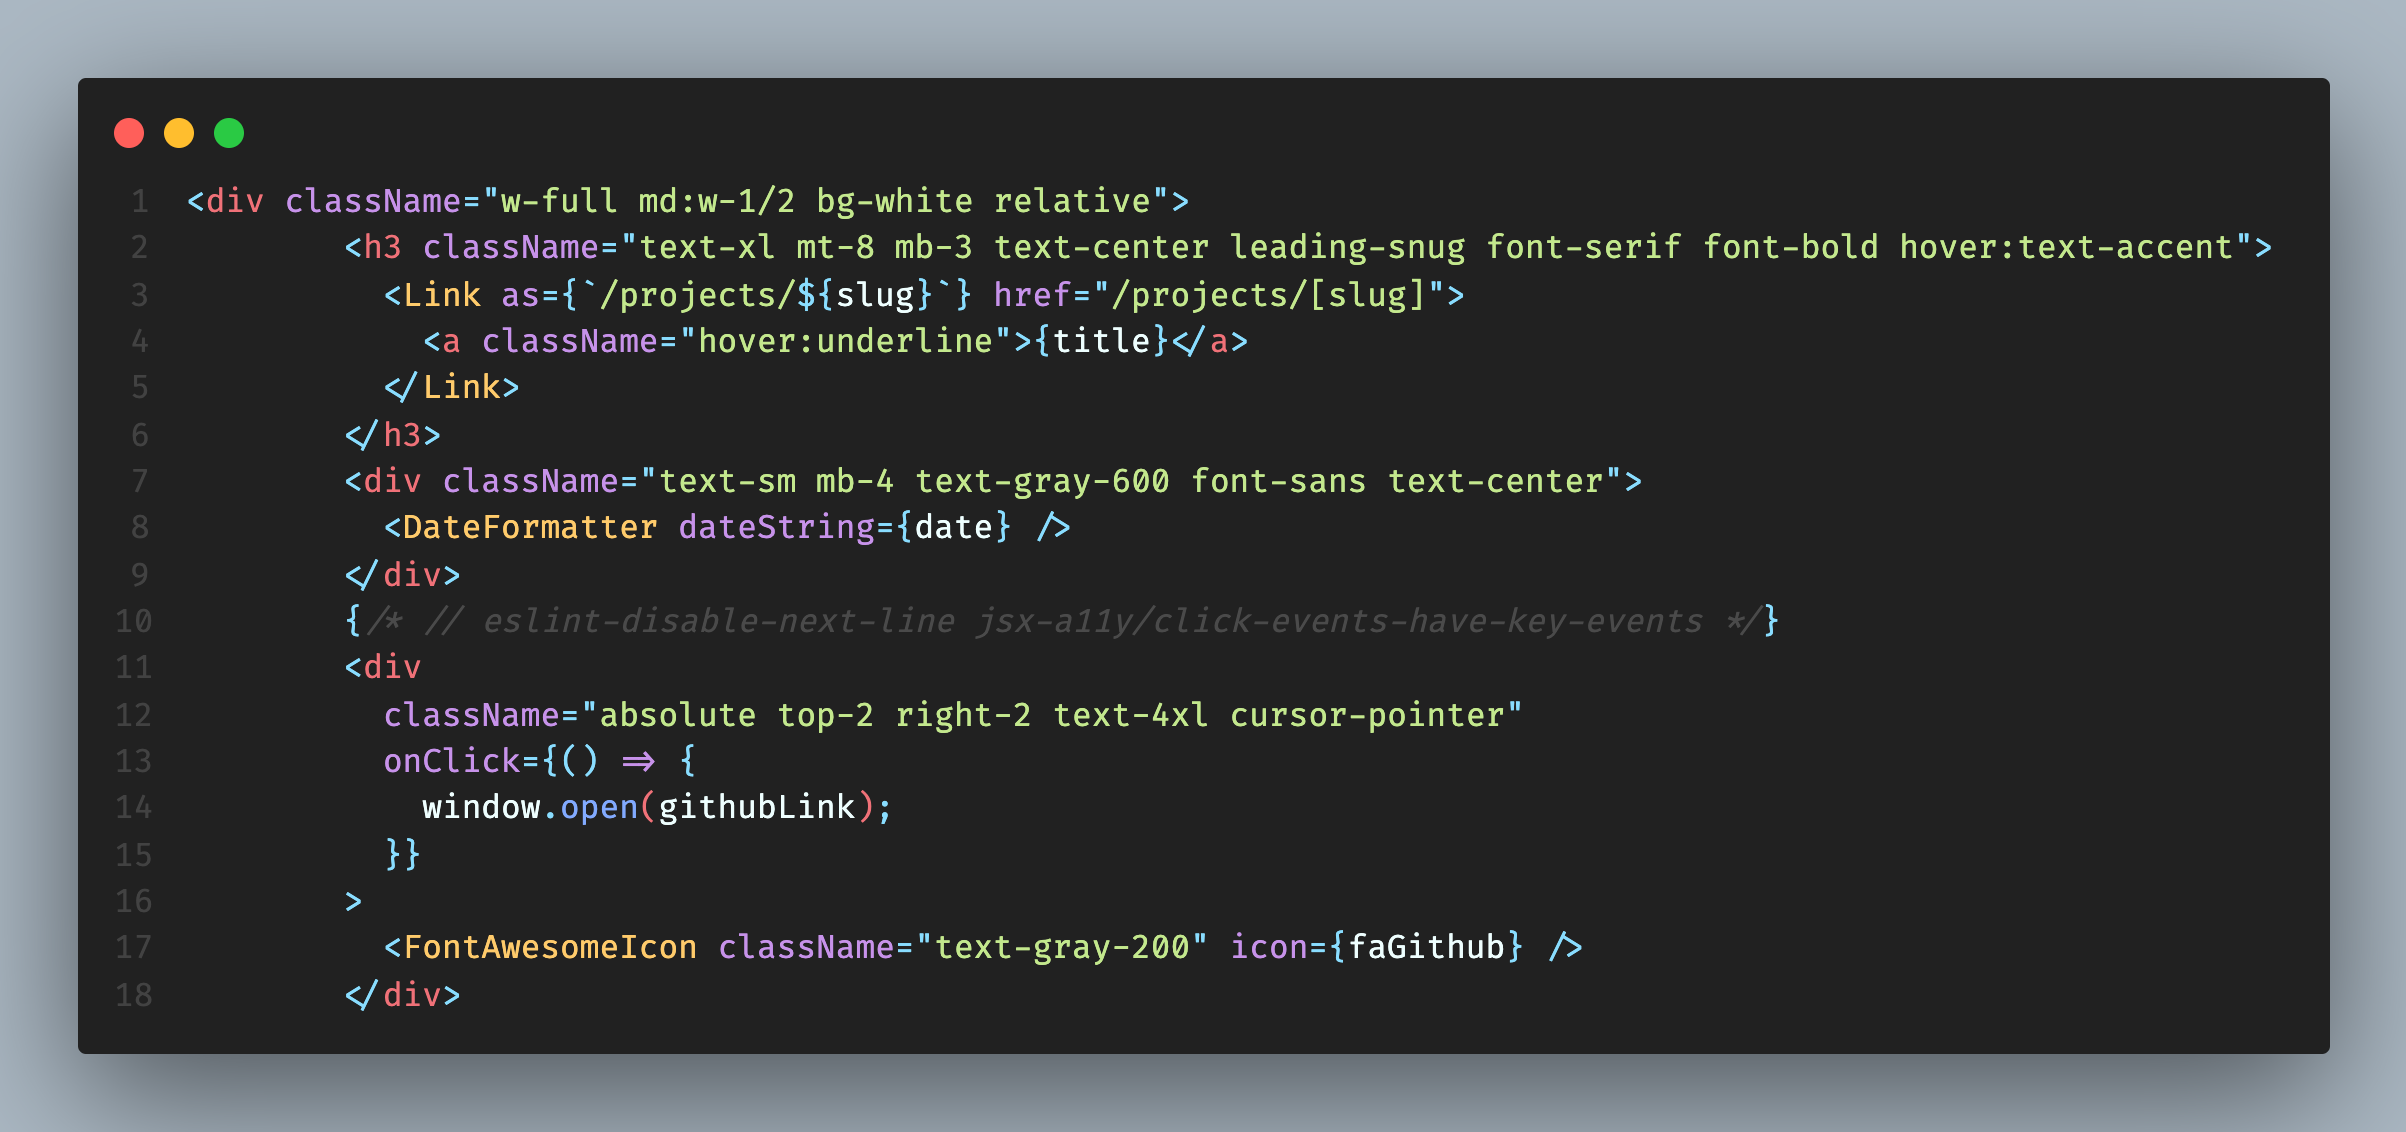 1 <div className="w-full md:w-1/2 bg-white relative">
2         <h3 className="text-xl mt-8 mb-3 text-center leading-snug font-serif font-bold hover:text-accent">
3           <Link as={`/projects/${slug}`} href="/projects/[slug]">
4             <a className="hover:underline">{title}</a>
5           </Link>
6         </h3>
7         <div className="text-sm mb-4 text-gray-600 font-sans text-center">
8           <DateFormatter dateString={date} />
9         </div>
10         {/* // eslint-disable-next-line jsx-a11y/click-events-have-key-events */}
11         <div
12           className="absolute top-2 right-2 text-4xl cursor-pointer"
13           onClick={() => {
14             window.open(githubLink);
15           }}
16         >
17           <FontAwesomeIcon className="text-gray-200" icon={faGithub} />
18         </div>